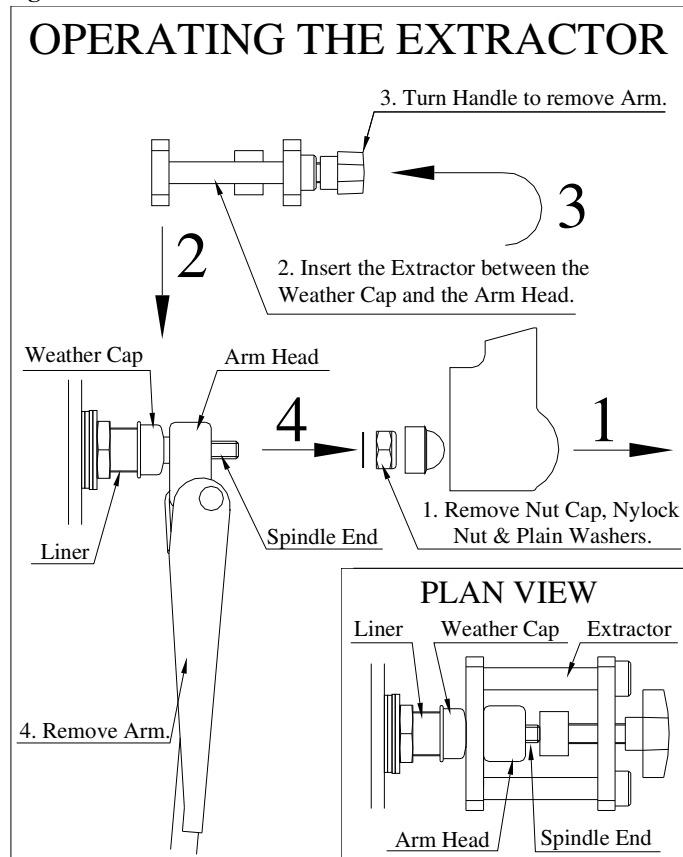 OPERATING THE EXTRACTOR
3. Turn Handle to remove Arm.
3
2
2. Insert the Extractor between the
Weather Cap and the Arm Head.
Weather Cap
Arm Head
4
1
1. Remove Nut Cap, Nylock
Nut & Plain Washers.
Liner
Spindle End
4. Remove Arm.
PLAN VIEW
Liner
Weather Cap
Extractor
Arm Head
Spindle End